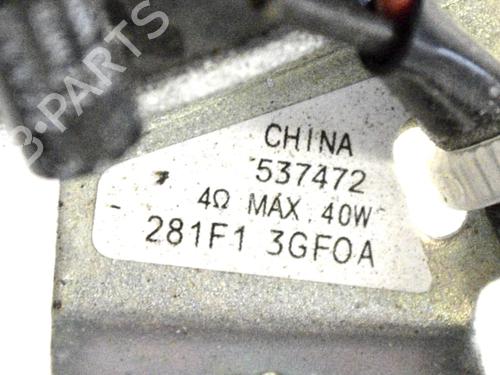 B-PARTS
CHINA
537472
4Ω MAX. 40W
281F1 3GF0A